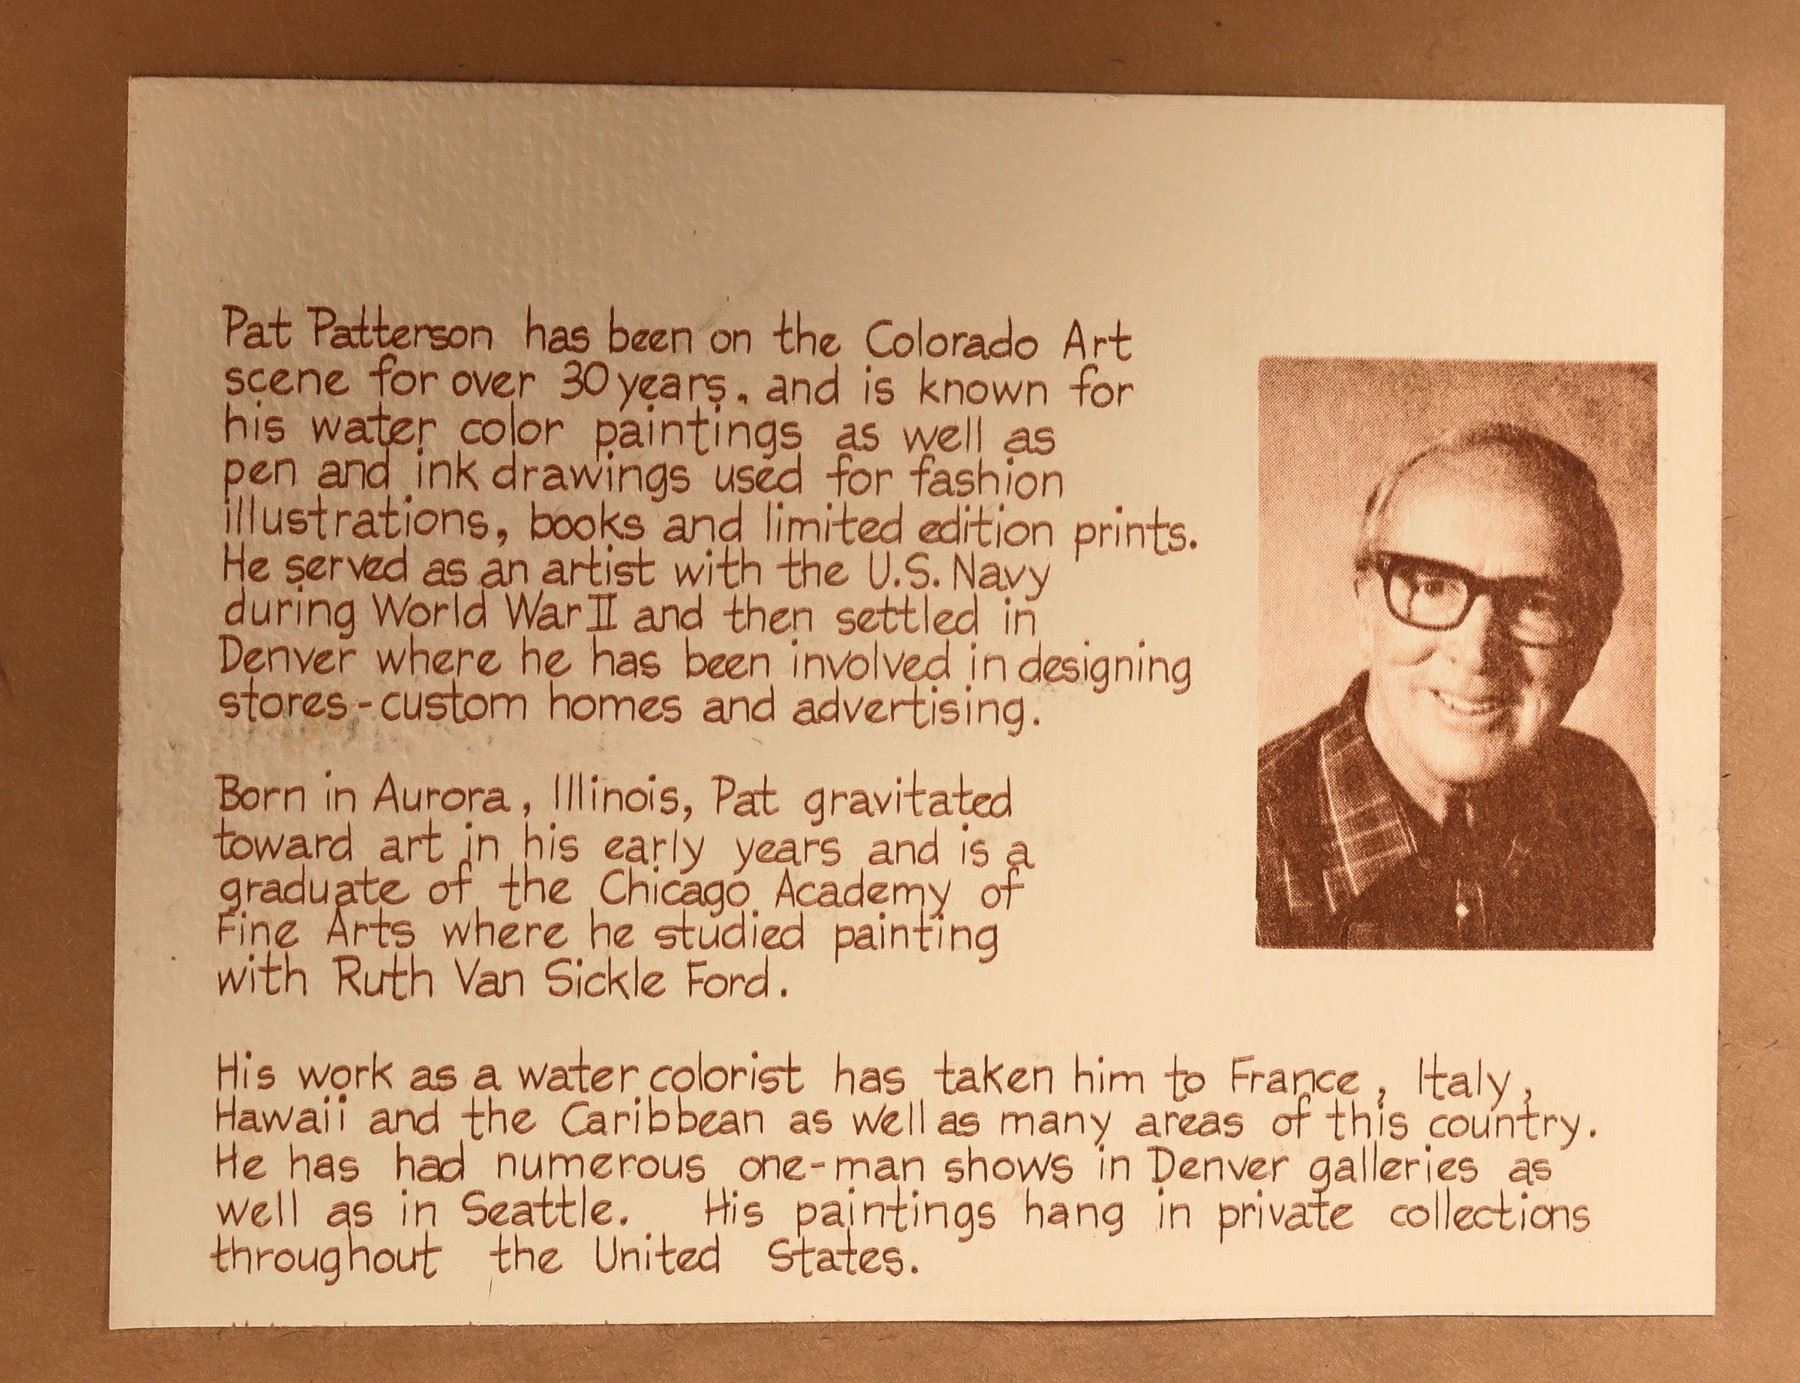 Pat Patterson has been on the Colorado Art
scene for over 30 years, and is known for
his water color paintings as well as
pen and ink drawings used for fashion
illustrations, books and limited edition prints.
He served as an artist with the U.S. Navy
during World War II and then settled in
Denver where he has been involved in designing
stores - custom homes and advertising.
Born in Aurora, Illinois, Pat gravitated
toward art in his early years and is a
graduate of the Chicago Academy of
Fine Arts where he studied painting
with Ruth Van Sickle Ford.
His work as a water colorist has taken him to France, Italy,
Hawaii and the Caribbean as well as many areas of this country.
He has had numerous one-man shows in Denver galleries as
well as in Seattle. His paintings hang in private collections
throughout the United States.